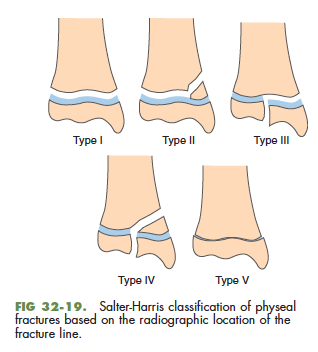 Type I
Type II
Type III
Type IV
Type V
FIG 32-19. Salter-Harris classification of physeal
fractures based on the radiographic location of the
fracture line.